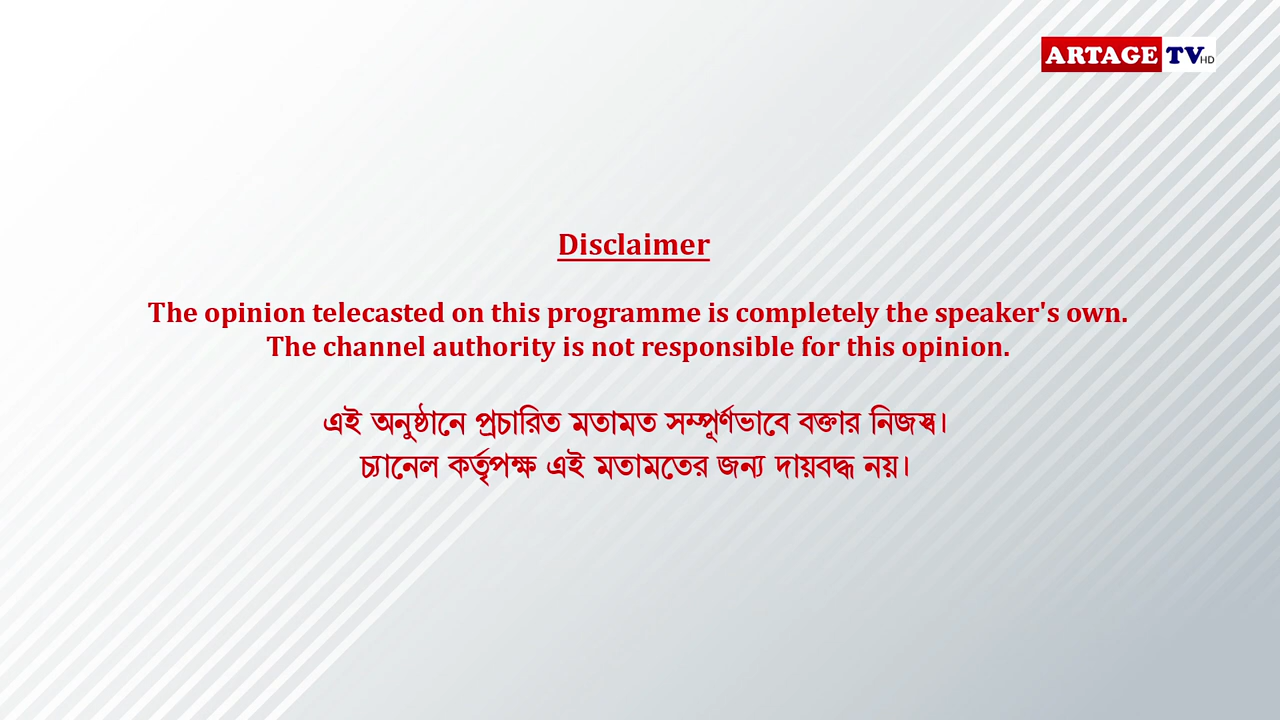 ARTAGE TV HD
Disclaimer
The opinion telecasted on this programme is completely the speaker's own.
The channel authority is not responsible for this opinion.
এই অনুষ্ঠানে প্রচারিত মতামত সম্পূর্ণভাবে বক্তার নিজস্ব।
চ্যানেল কর্তৃপক্ষ এই মতামতের জন্য দায়বদ্ধ নয়।